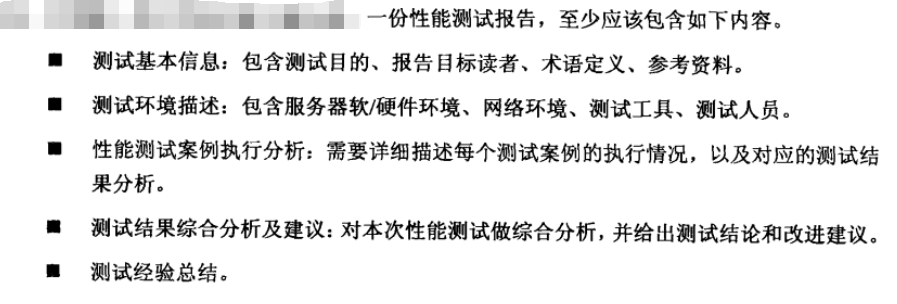 一份性能测试报告，至少应该包含如下内容。
■ 测试基本信息：包含测试目的、报告目标读者、术语定义、参考资料。
■ 测试环境描述：包含服务器软/硬件环境、网络环境、测试工具、测试人员。
■ 性能测试案例执行分析：需要详细描述每个测试案例的执行情况，以及对应的测试结
果分析。
■ 测试结果综合分析及建议：对本次性能测试做综合分析，并给出测试结论和改进建议。
■ 测试经验总结。